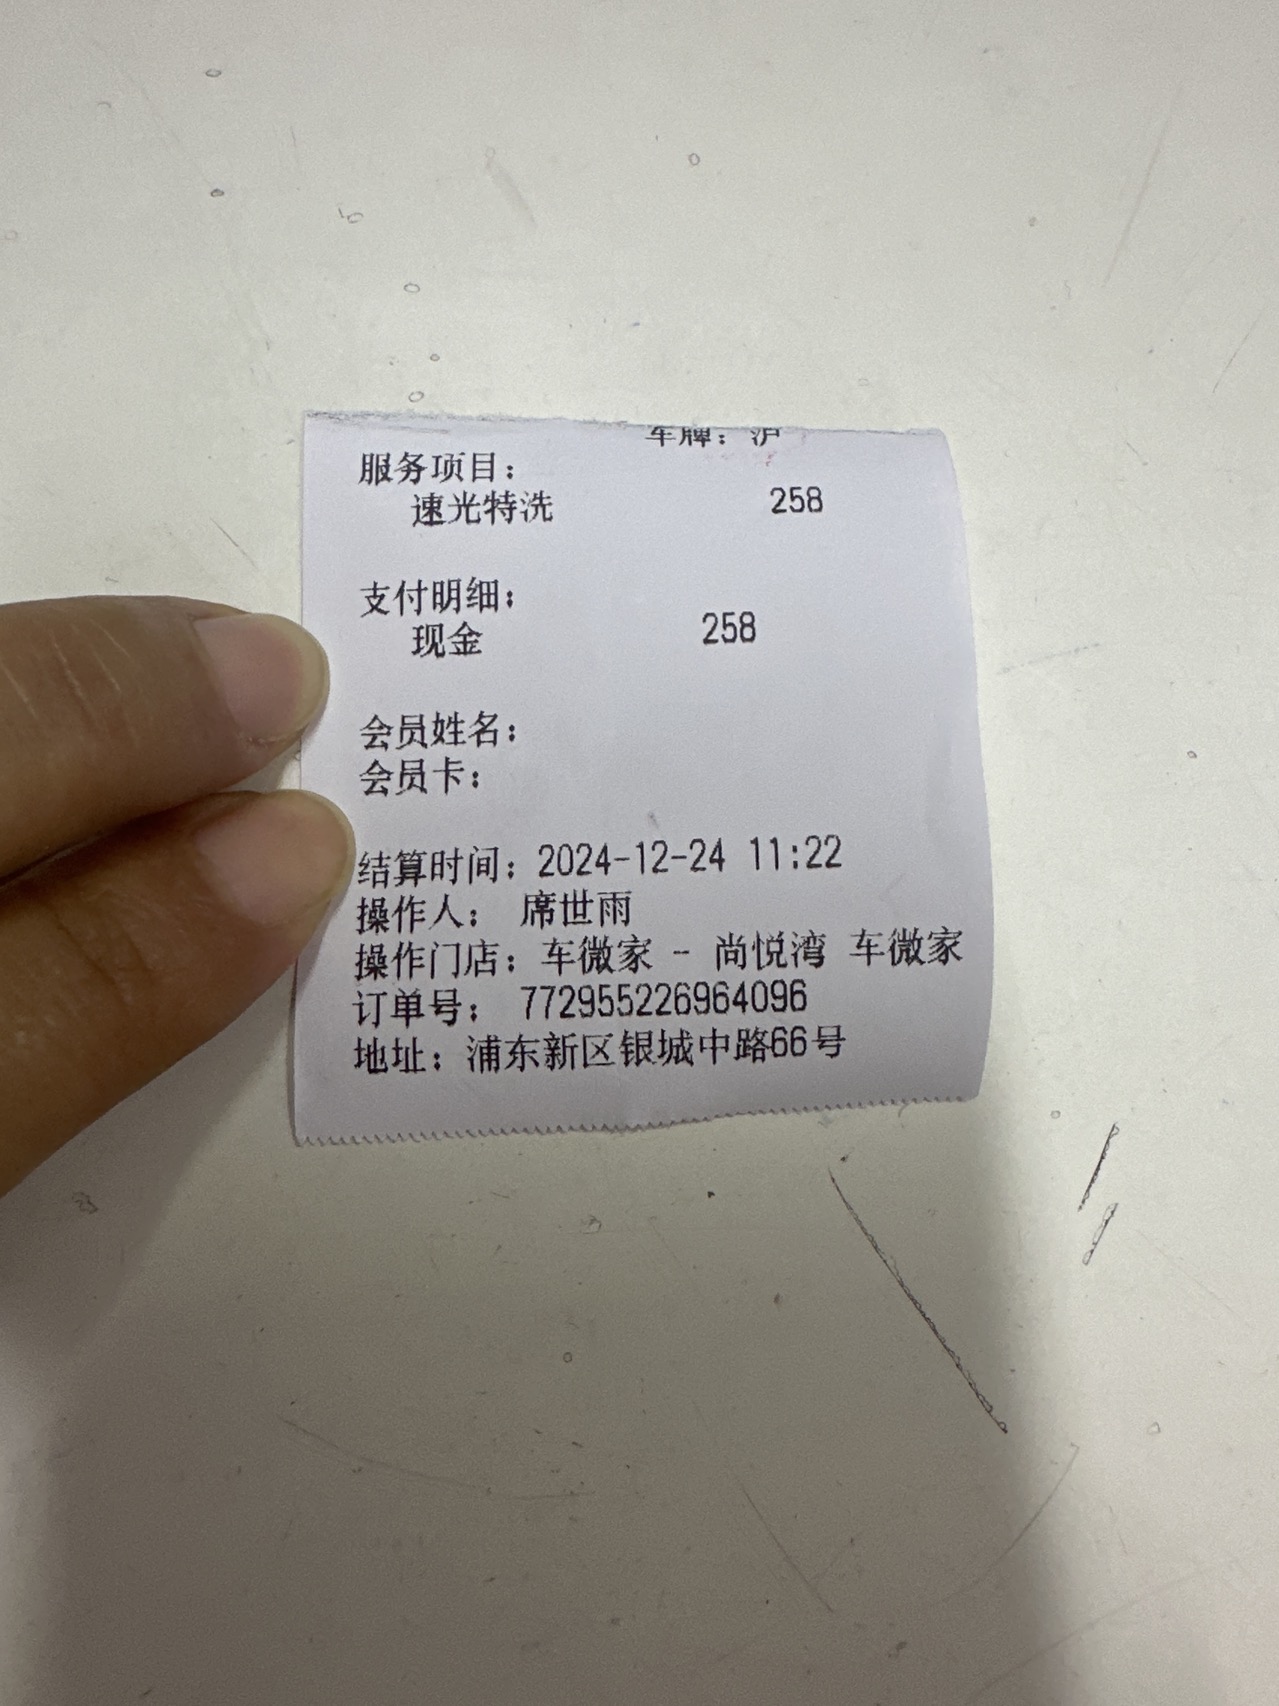 车牌：沪
服务项目：
速光特洗 258
支付明细：
现金 258
会员姓名：
会员卡：
结算时间：2024-12-24 11:22
操作人： 席世雨
操作门店：车微家 - 尚悦湾 车微家
订单号： 772955226964096
地址：浦东新区银城中路66号